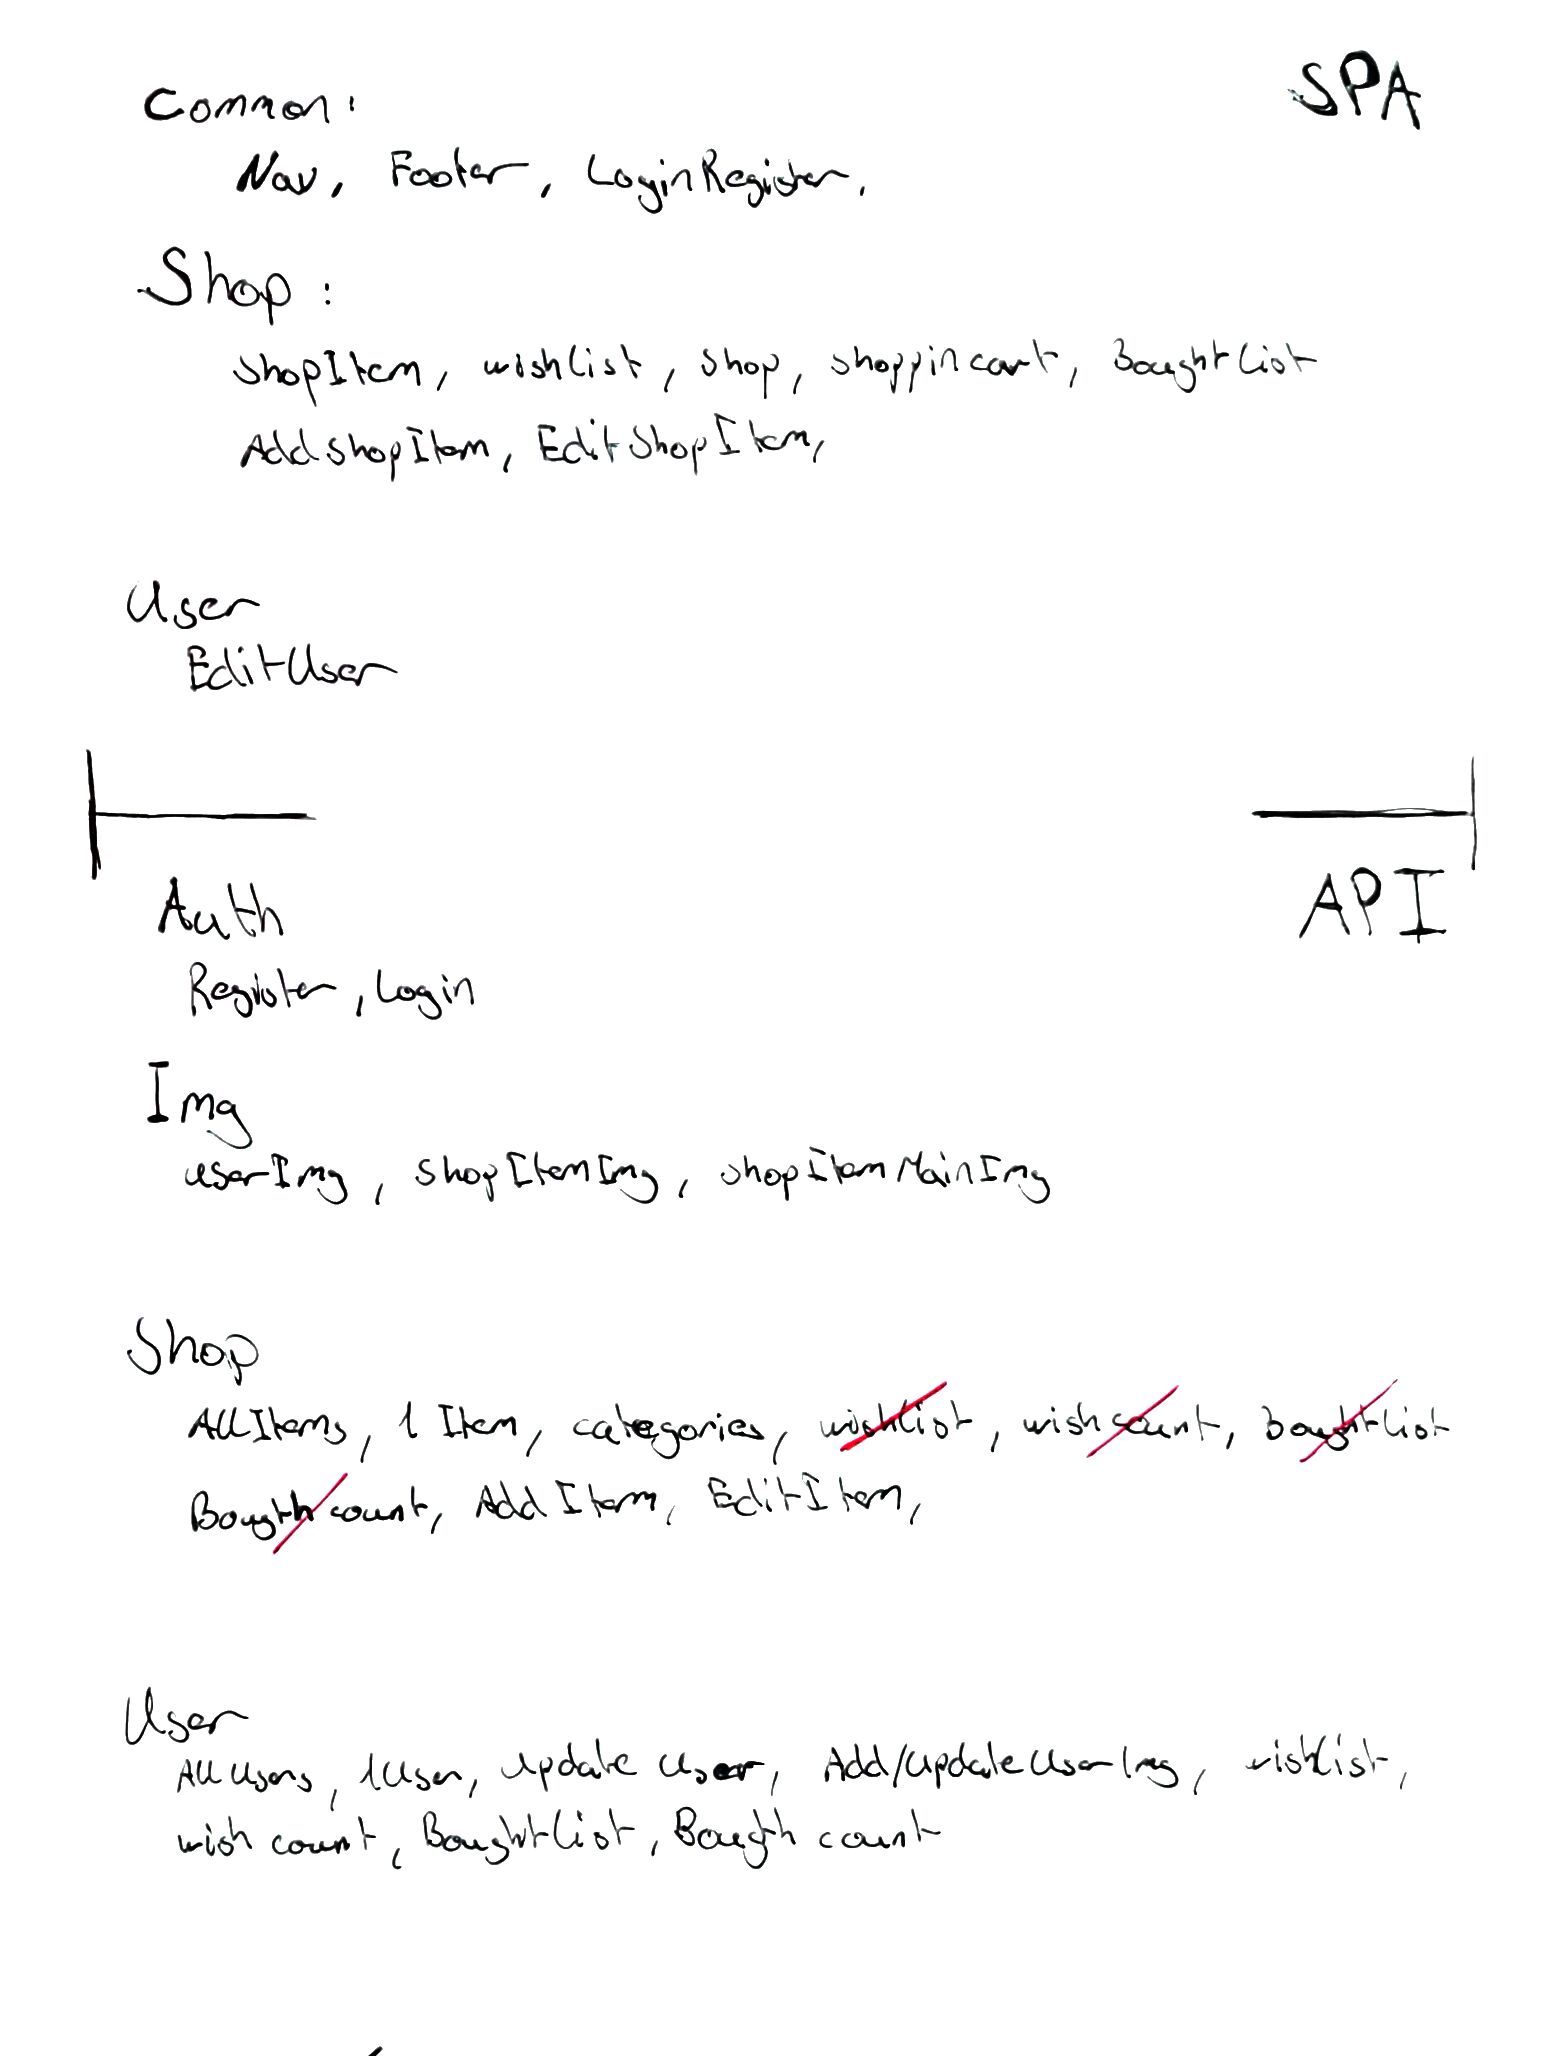 SPA
Common:
Nav, Footer, LoginRegister,
Shop:
ShopItem, wishlist, shop, shoppincart, BoughtList
AddshopItem, EditShopItem,
User
EditUser
API
Auth
Register, Login
Img
userImg, shopItemImg, shopItemMainImg
Shop
AllItems, 1 Item, categories, wishlist, wish count, Boughtlist
Bougth count, Add Item, EditItem,
User
All Users, 1User, update user, Add/updateUserImg, wishlist,
wish count, BoughtList, Bougth count